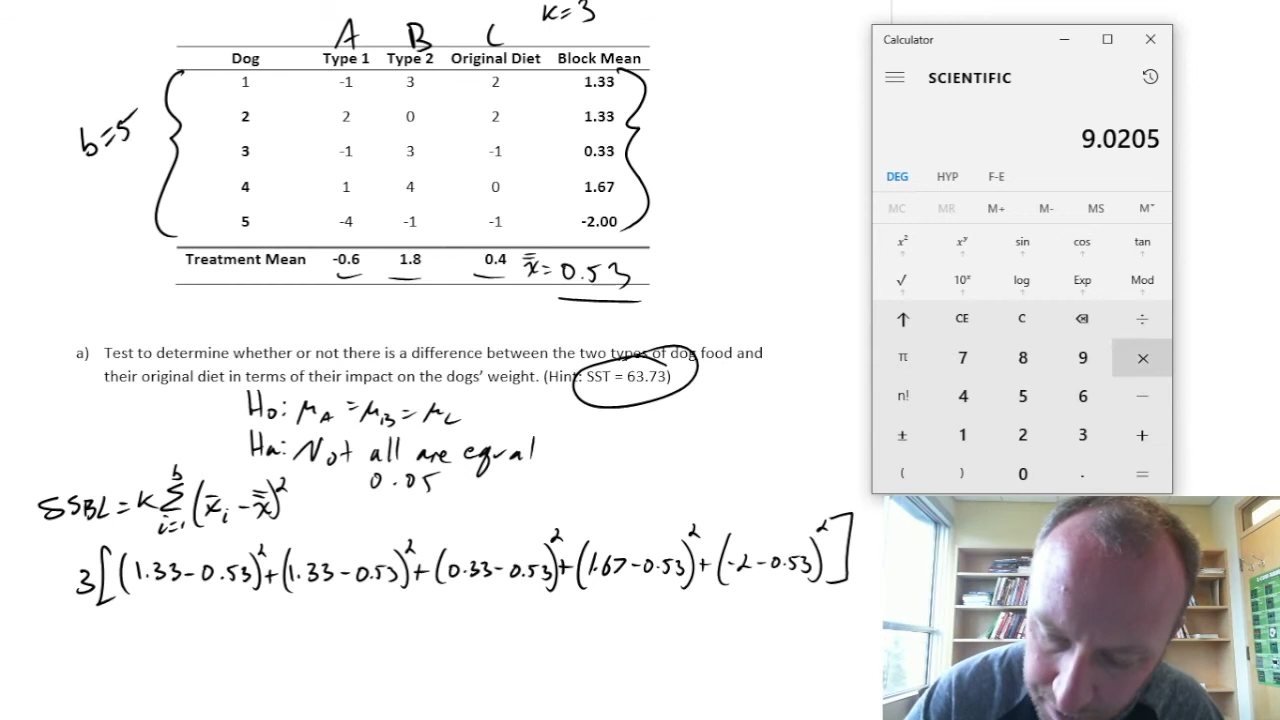 k=3
A B C
Dog Type 1 Type 2 Original Diet Block Mean
1 -1 3 2 1.33
2 2 0 2 1.33
3 -1 3 -1 0.33
4 1 4 0 1.67
5 -4 -1 -1 -2.00
b=5
Treatment Mean -0.6 1.8 0.4 x̿= 0.53
a) Test to determine whether or not there is a difference between the two types of dog food and
their original diet in terms of their impact on the dogs' weight. (Hint: SST = 63.73)
Ho: μA = μB = μC
Ha: Not all are equal
0.05
SSBL = K Σ_{i=1}^{b} (x̄i - x̿)²
3[(1.33-0.53)²+(1.33-0.53)²+(0.33-0.53)²+(1.67-0.53)²+(-2-0.53)²]
Calculator
SCIENTIFIC
9.0205
DEG HYP F-E
MC MR M+ M- MS M˅
x² xʸ sin cos tan
√ 10ˣ log Exp Mod
↑ CE C ⌫ ÷
π 7 8 9 ×
n! 4 5 6 −
± 1 2 3 +
( ) 0 . =